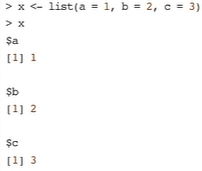 > x <- list(a = 1, b = 2, c = 3)
> x
$a
[1] 1
$b
[1] 2
$c
[1] 3